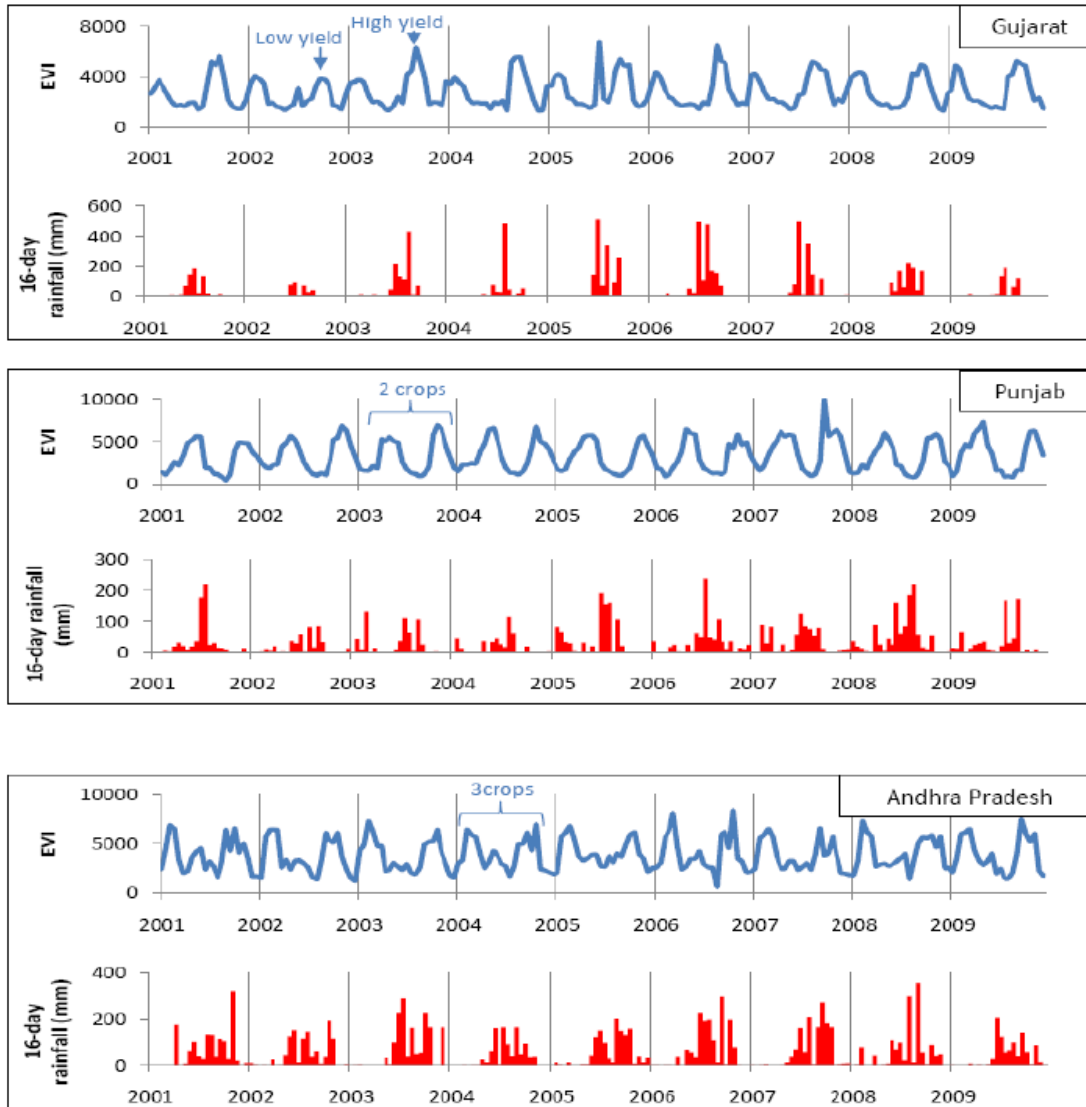 Gujarat
High yield
Low yield
EVI
8000
4000
0
2001 2002 2003 2004 2005 2006 2007 2008 2009
16-day
rainfall (mm)
600
400
200
0
2001 2002 2003 2004 2005 2006 2007 2008 2009
Punjab
2 crops
EVI
10000
5000
0
2001 2002 2003 2004 2005 2006 2007 2008 2009
16-day rainfall
(mm)
300
200
100
0
2001 2002 2003 2004 2005 2006 2007 2008 2009
Andhra Pradesh
3crops
EVI
10000
5000
0
2001 2002 2003 2004 2005 2006 2007 2008 2009
16-day
rainfall (mm)
400
200
0
2001 2002 2003 2004 2005 2006 2007 2008 2009